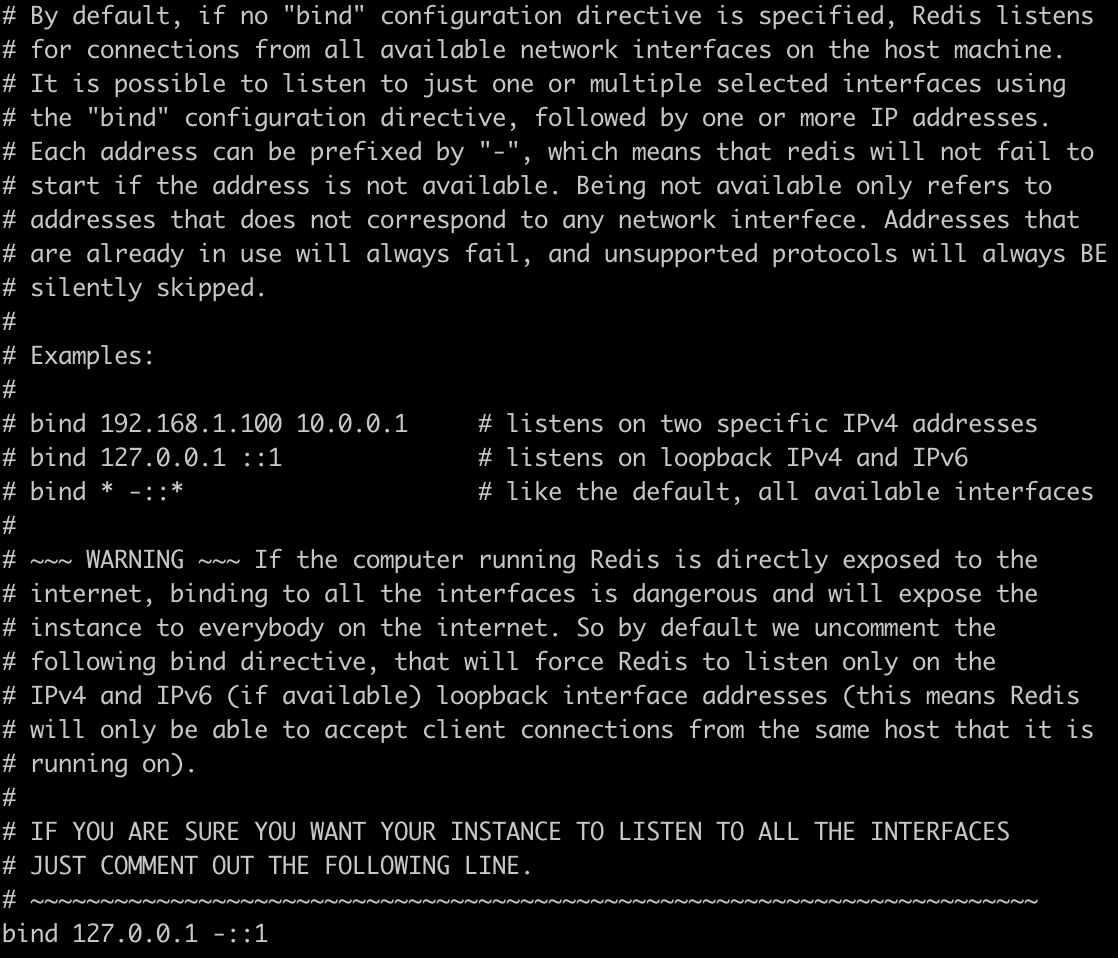 # By default, if no "bind" configuration directive is specified, Redis listens
# for connections from all available network interfaces on the host machine.
# It is possible to listen to just one or multiple selected interfaces using
# the "bind" configuration directive, followed by one or more IP addresses.
# Each address can be prefixed by "-", which means that redis will not fail to
# start if the address is not available. Being not available only refers to
# addresses that does not correspond to any network interfece. Addresses that
# are already in use will always fail, and unsupported protocols will always BE
# silently skipped.
#
# Examples:
#
# bind 192.168.1.100 10.0.0.1     # listens on two specific IPv4 addresses
# bind 127.0.0.1 ::1              # listens on loopback IPv4 and IPv6
# bind * -::*                     # like the default, all available interfaces
#
# ~~~ WARNING ~~~ If the computer running Redis is directly exposed to the
# internet, binding to all the interfaces is dangerous and will expose the
# instance to everybody on the internet. So by default we uncomment the
# following bind directive, that will force Redis to listen only on the
# IPv4 and IPv6 (if available) loopback interface addresses (this means Redis
# will only be able to accept client connections from the same host that it is
# running on).
#
# IF YOU ARE SURE YOU WANT YOUR INSTANCE TO LISTEN TO ALL THE INTERFACES
# JUST COMMENT OUT THE FOLLOWING LINE.
# ~~~~~~~~~~~~~~~~~~~~~~~~~~~~~~~~~~~~~~~~~~~~~~~~~~~~~~~~~~~~~~~~~~~~~~~~
bind 127.0.0.1 -::1